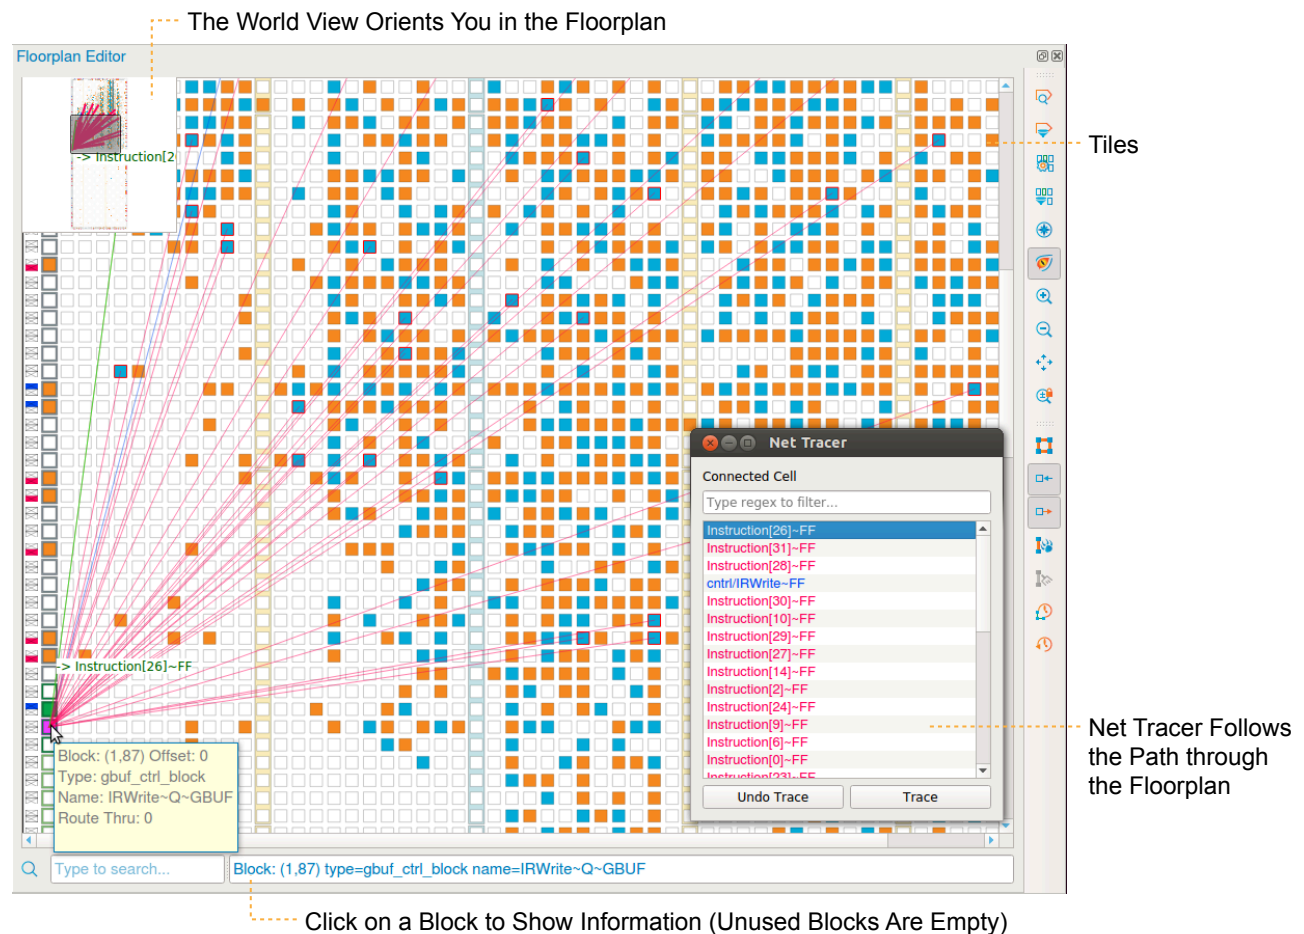 The World View Orients You in the Floorplan
Floorplan Editor
-> Instruction[2
Tiles
Net Tracer
Connected Cell
Type regex to filter...
Instruction[26]~FF
Instruction[31]~FF
Instruction[28]~FF
cntrl/IRWrite~FF
Instruction[30]~FF
Instruction[10]~FF
Instruction[29]~FF
Instruction[27]~FF
Instruction[14]~FF
Instruction[2]~FF
Instruction[24]~FF
Instruction[9]~FF
Instruction[6]~FF
Instruction[0]~FF
Instruction[23]~FF
Undo Trace
Trace
-> Instruction[26]~FF
Net Tracer Follows
the Path through
the Floorplan
Block: (1,87) Offset: 0
Type: gbuf_ctrl_block
Name: IRWrite~Q~GBUF
Route Thru: 0
Type to search...
Block: (1,87) type=gbuf_ctrl_block name=IRWrite~Q~GBUF
Click on a Block to Show Information (Unused Blocks Are Empty)